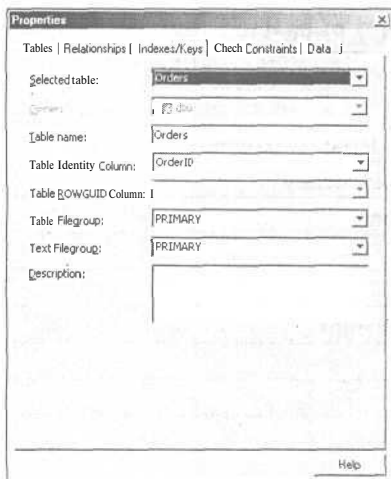 Properties
Tables | Relationships | Indexes/Keys | Chech Constraints | Data j
Selected table: Orders
Owner: dbo
Table name: Orders
Table Identity Column: OrderID
Table ROWGUID Column: I
Table Filegroup: PRIMARY
Text Filegroup: PRIMARY
Description:
Help